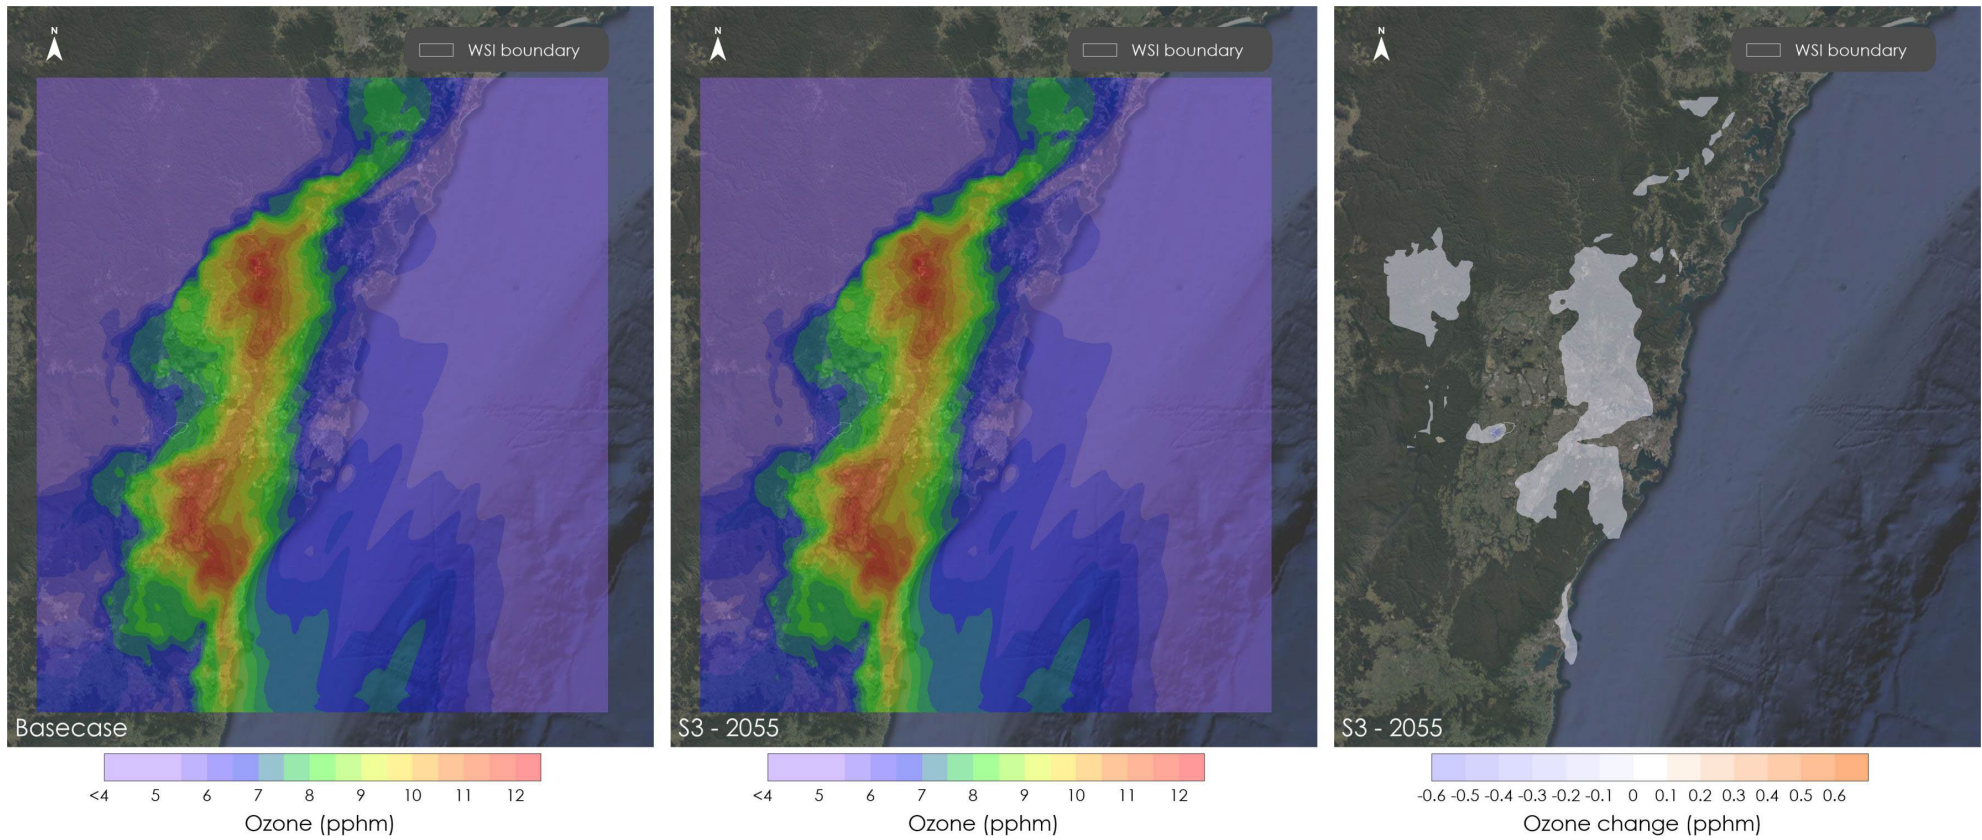 N
WSI boundary
N
WSI boundary
N
WSI boundary
Basecase
S3 - 2055
S3 - 2055
<4 5 6 7 8 9 10 11 12
Ozone (pphm)
<4 5 6 7 8 9 10 11 12
Ozone (pphm)
-0.6 -0.5 -0.4 -0.3 -0.2 -0.1 0 0.1 0.2 0.3 0.4 0.5 0.6
Ozone change (pphm)